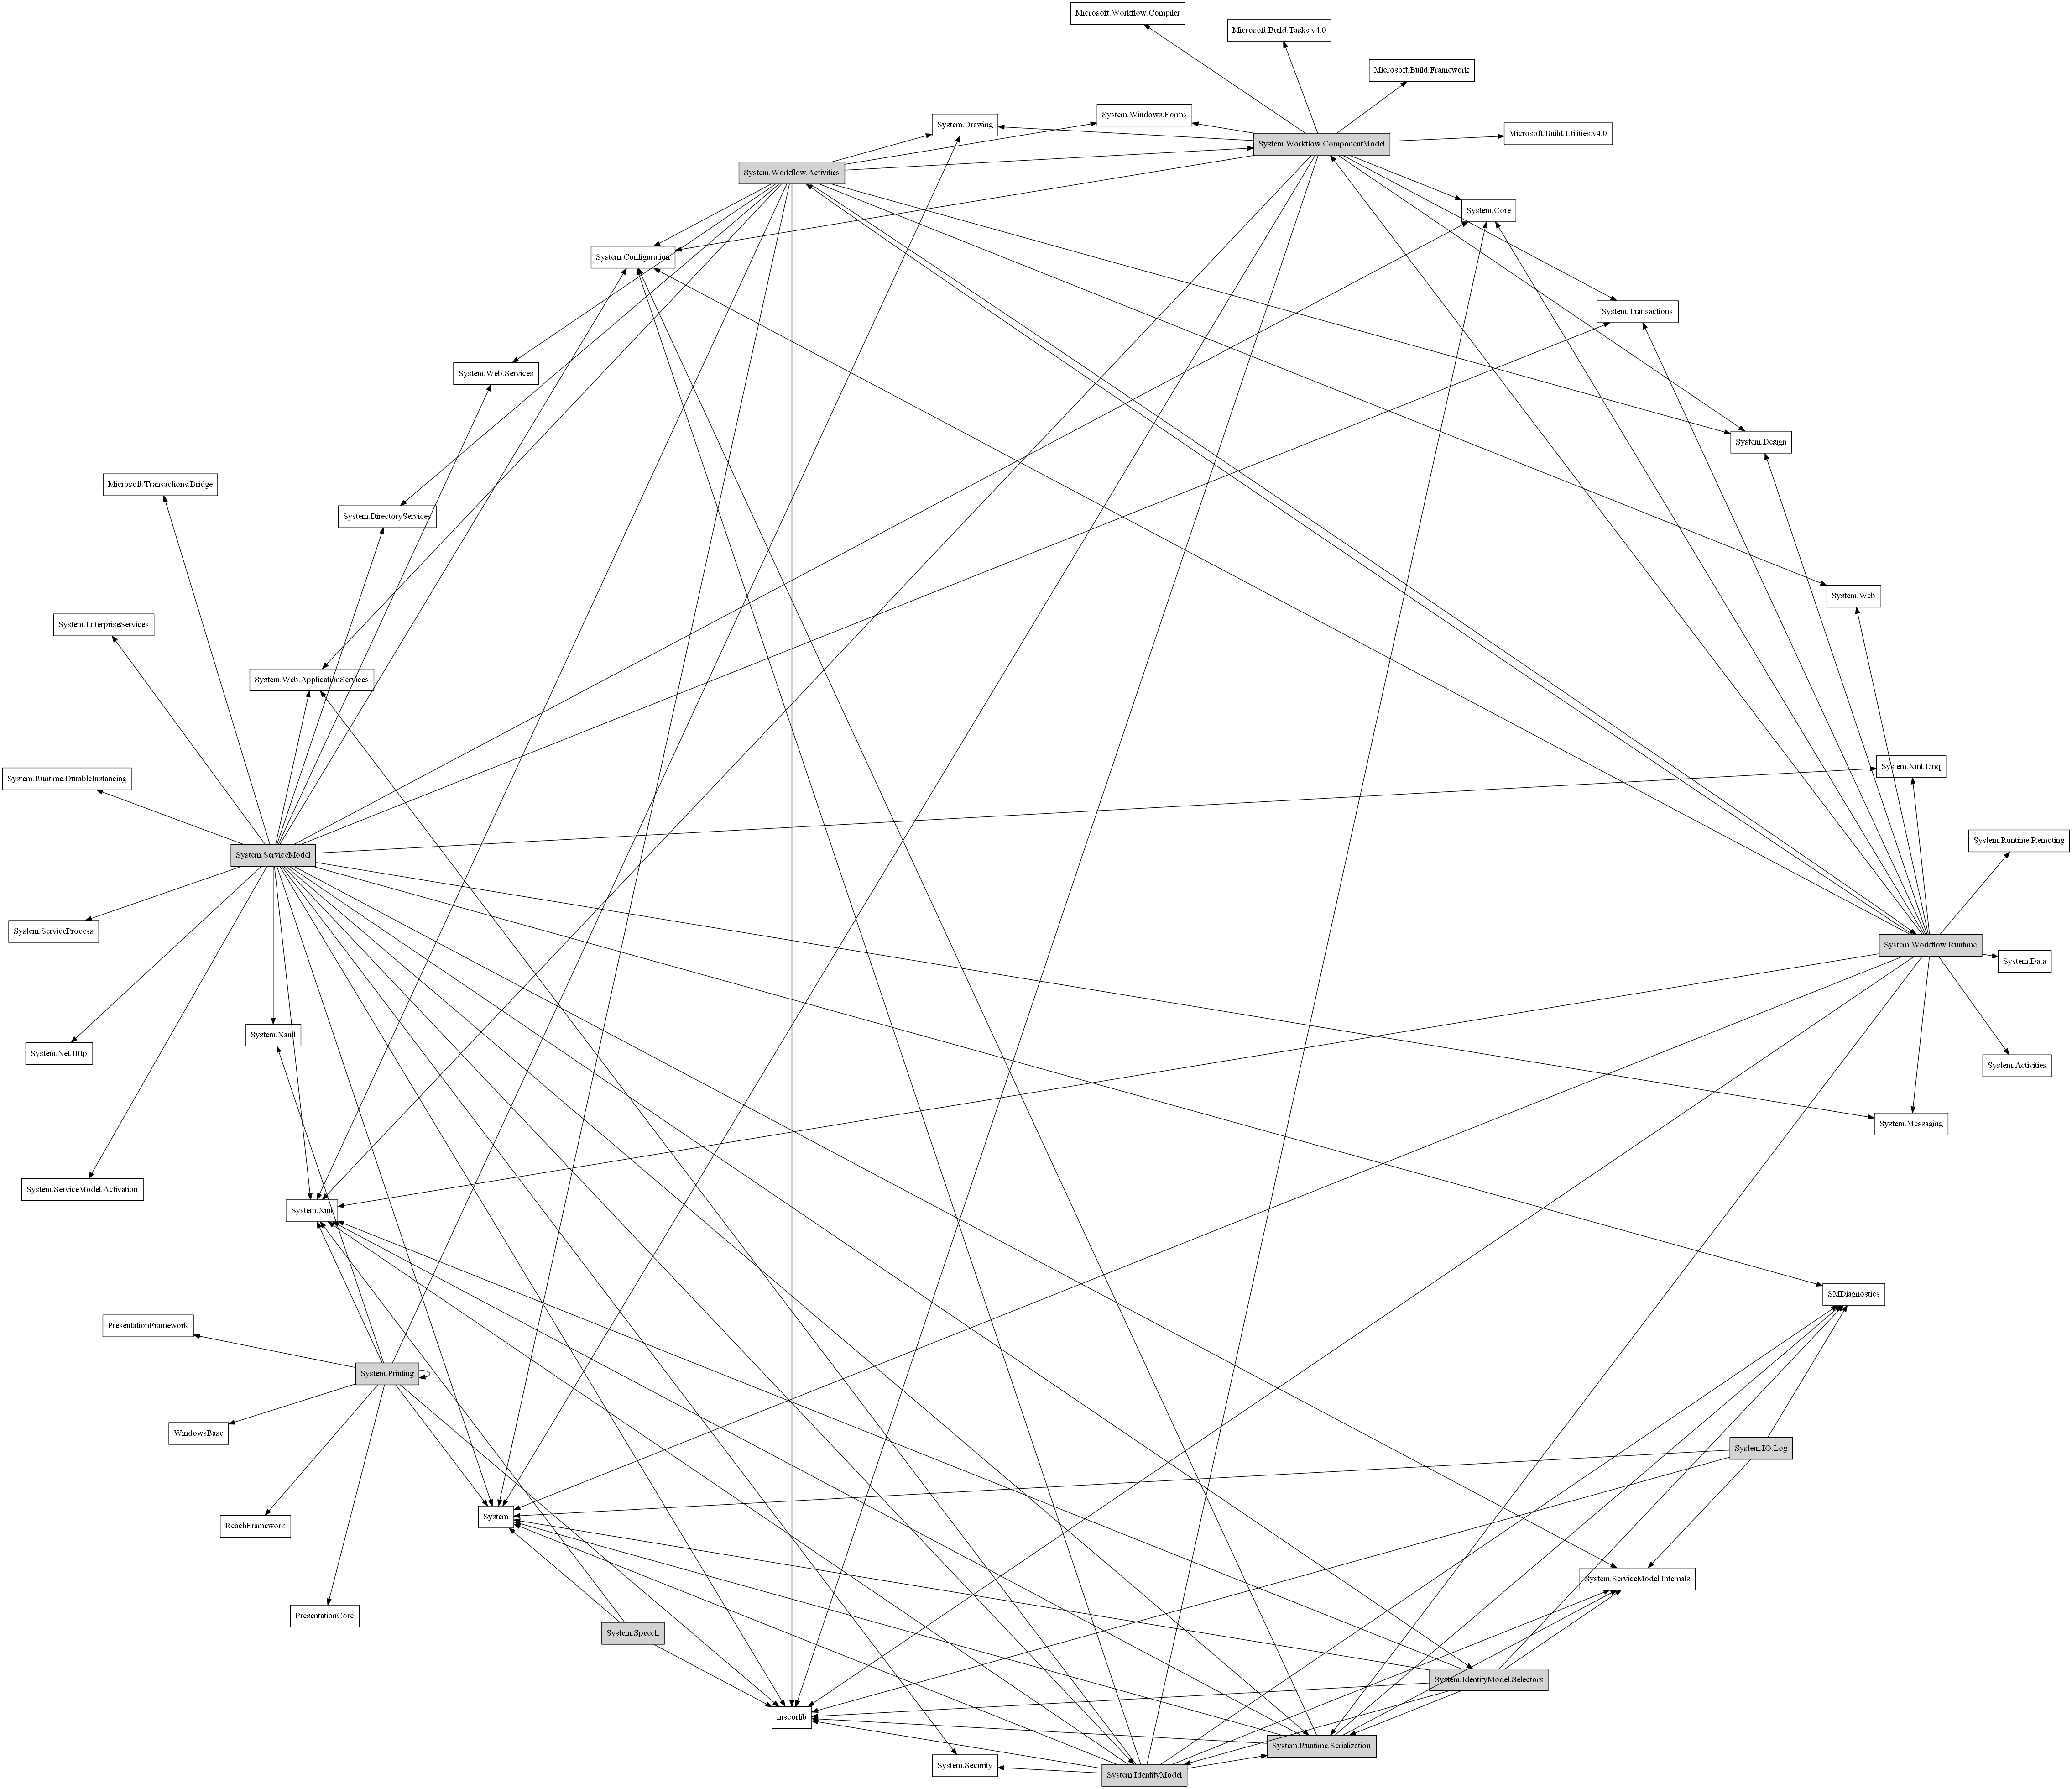 Microsoft.Workflow.Compiler
Microsoft.Build.Tasks.v4.0
Microsoft.Build.Framework
System.Windows.Forms
System.Drawing
Microsoft.Build.Utilities.v4.0
System.Workflow.ComponentModel
System.Workflow.Activities
System.Core
System.Configuration
System.Transactions
System.Web.Services
System.Design
Microsoft.Transactions.Bridge
System.DirectoryServices
System.Web
System.EnterpriseServices
System.Web.ApplicationServices
System.Xml.Linq
System.Runtime.DurableInstancing
System.Runtime.Remoting
System.ServiceModel
System.ServiceProcess
System.Workflow.Runtime
System.Data
System.Xaml
System.Net.Http
System.Activities
System.Messaging
System.ServiceModel.Activation
System.Xml
SMDiagnostics
PresentationFramework
System.Printing
WindowsBase
System.IO.Log
System
ReachFramework
System.ServiceModel.Internals
PresentationCore
System.Speech
System.IdentityModel.Selectors
mscorlib
System.Runtime.Serialization
System.Security
System.IdentityModel